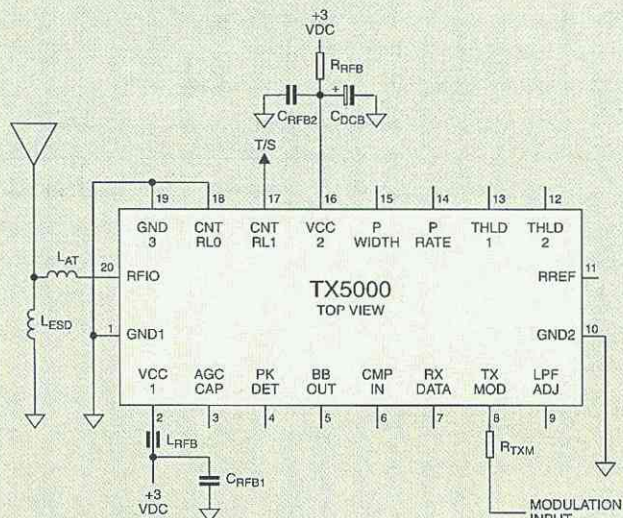 +3
VDC
RRFB
CRFB2
+
CDCB
T/S
19
18
17
16
15
14
13
12
GND
3
CNT
RL0
CNT
RL1
VCC
2
P
WIDTH
P
RATE
THLD
1
THLD
2
LAT
20
RFIO
TX5000
TOP VIEW
RREF
11
LESD
1
GND1
GND2
10
VCC
1
AGC
CAP
PK
DET
BB
OUT
CMP
IN
RX
DATA
TX
MOD
LPF
ADJ
2
3
4
5
6
7
8
9
LRFB
CRFB1
RTXM
+3
VDC
MODULATION
INPUT